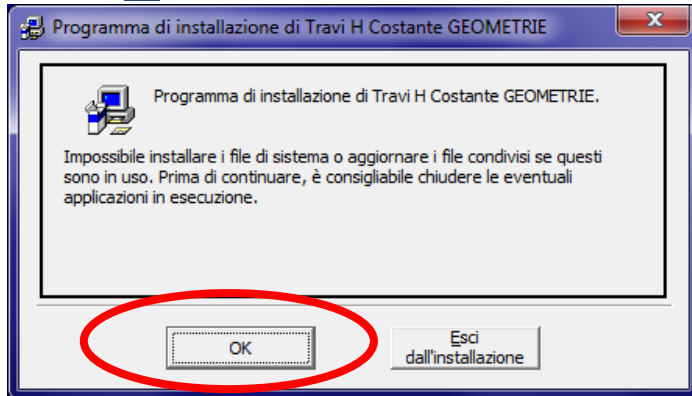 Programma di installazione di Travi H Costante GEOMETRIE
Programma di installazione di Travi H Costante GEOMETRIE.
Impossibile installare i file di sistema o aggiornare i file condivisi se questi
sono in uso. Prima di continuare, è consigliabile chiudere le eventuali
applicazioni in esecuzione.
OK
Esci
dall'installazione